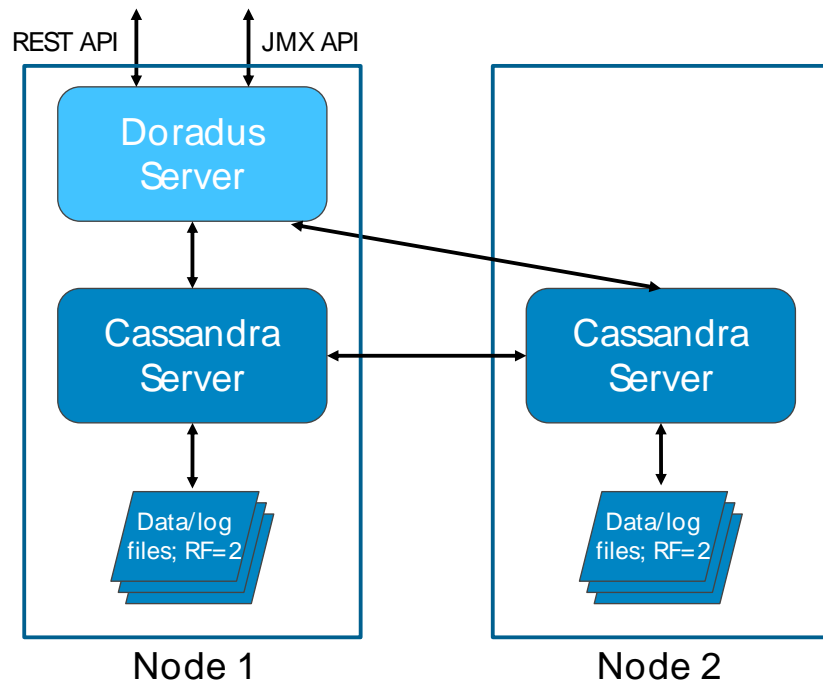 REST API
JMX API
Doradus
Server
Cassandra
Server
Cassandra
Server
Data/log
files; RF=2
Data/log
files; RF=2
Node 1
Node 2